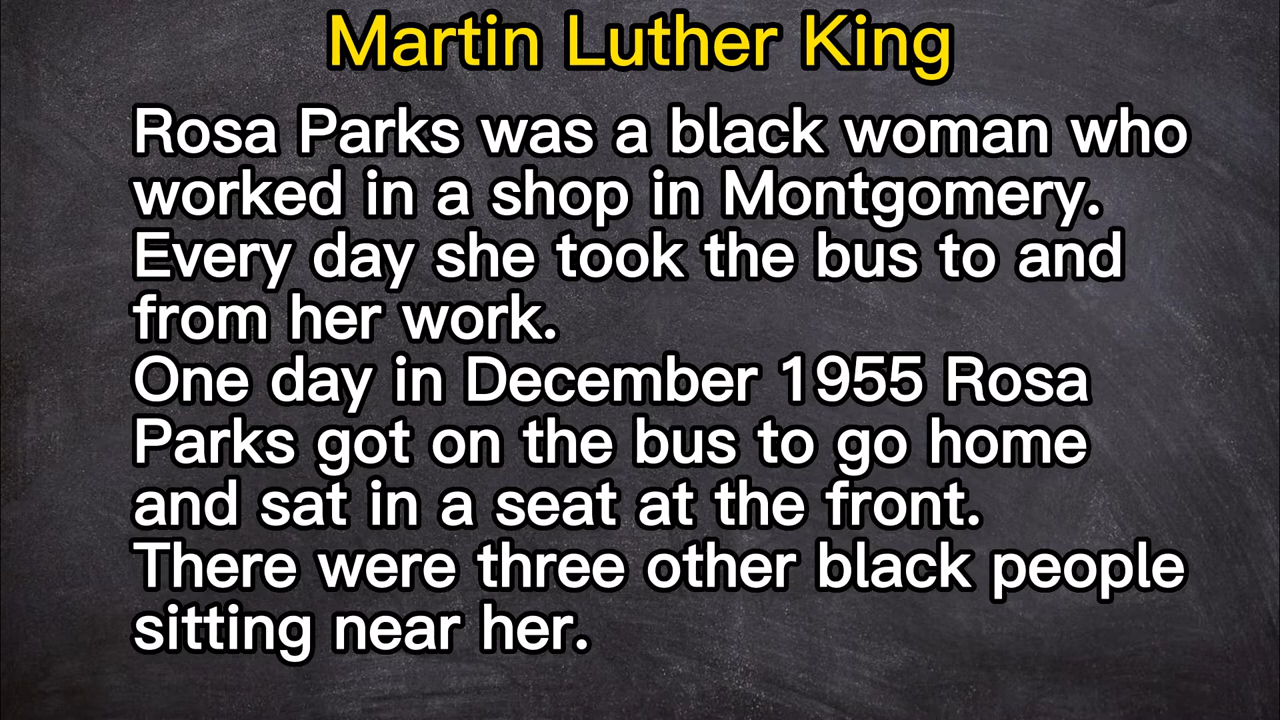 Martin Luther King
Rosa Parks was a black woman who
worked in a shop in Montgomery.
Every day she took the bus to and
from her work.
One day in December 1955 Rosa
Parks got on the bus to go home
and sat in a seat at the front.
There were three other black people
sitting near her.